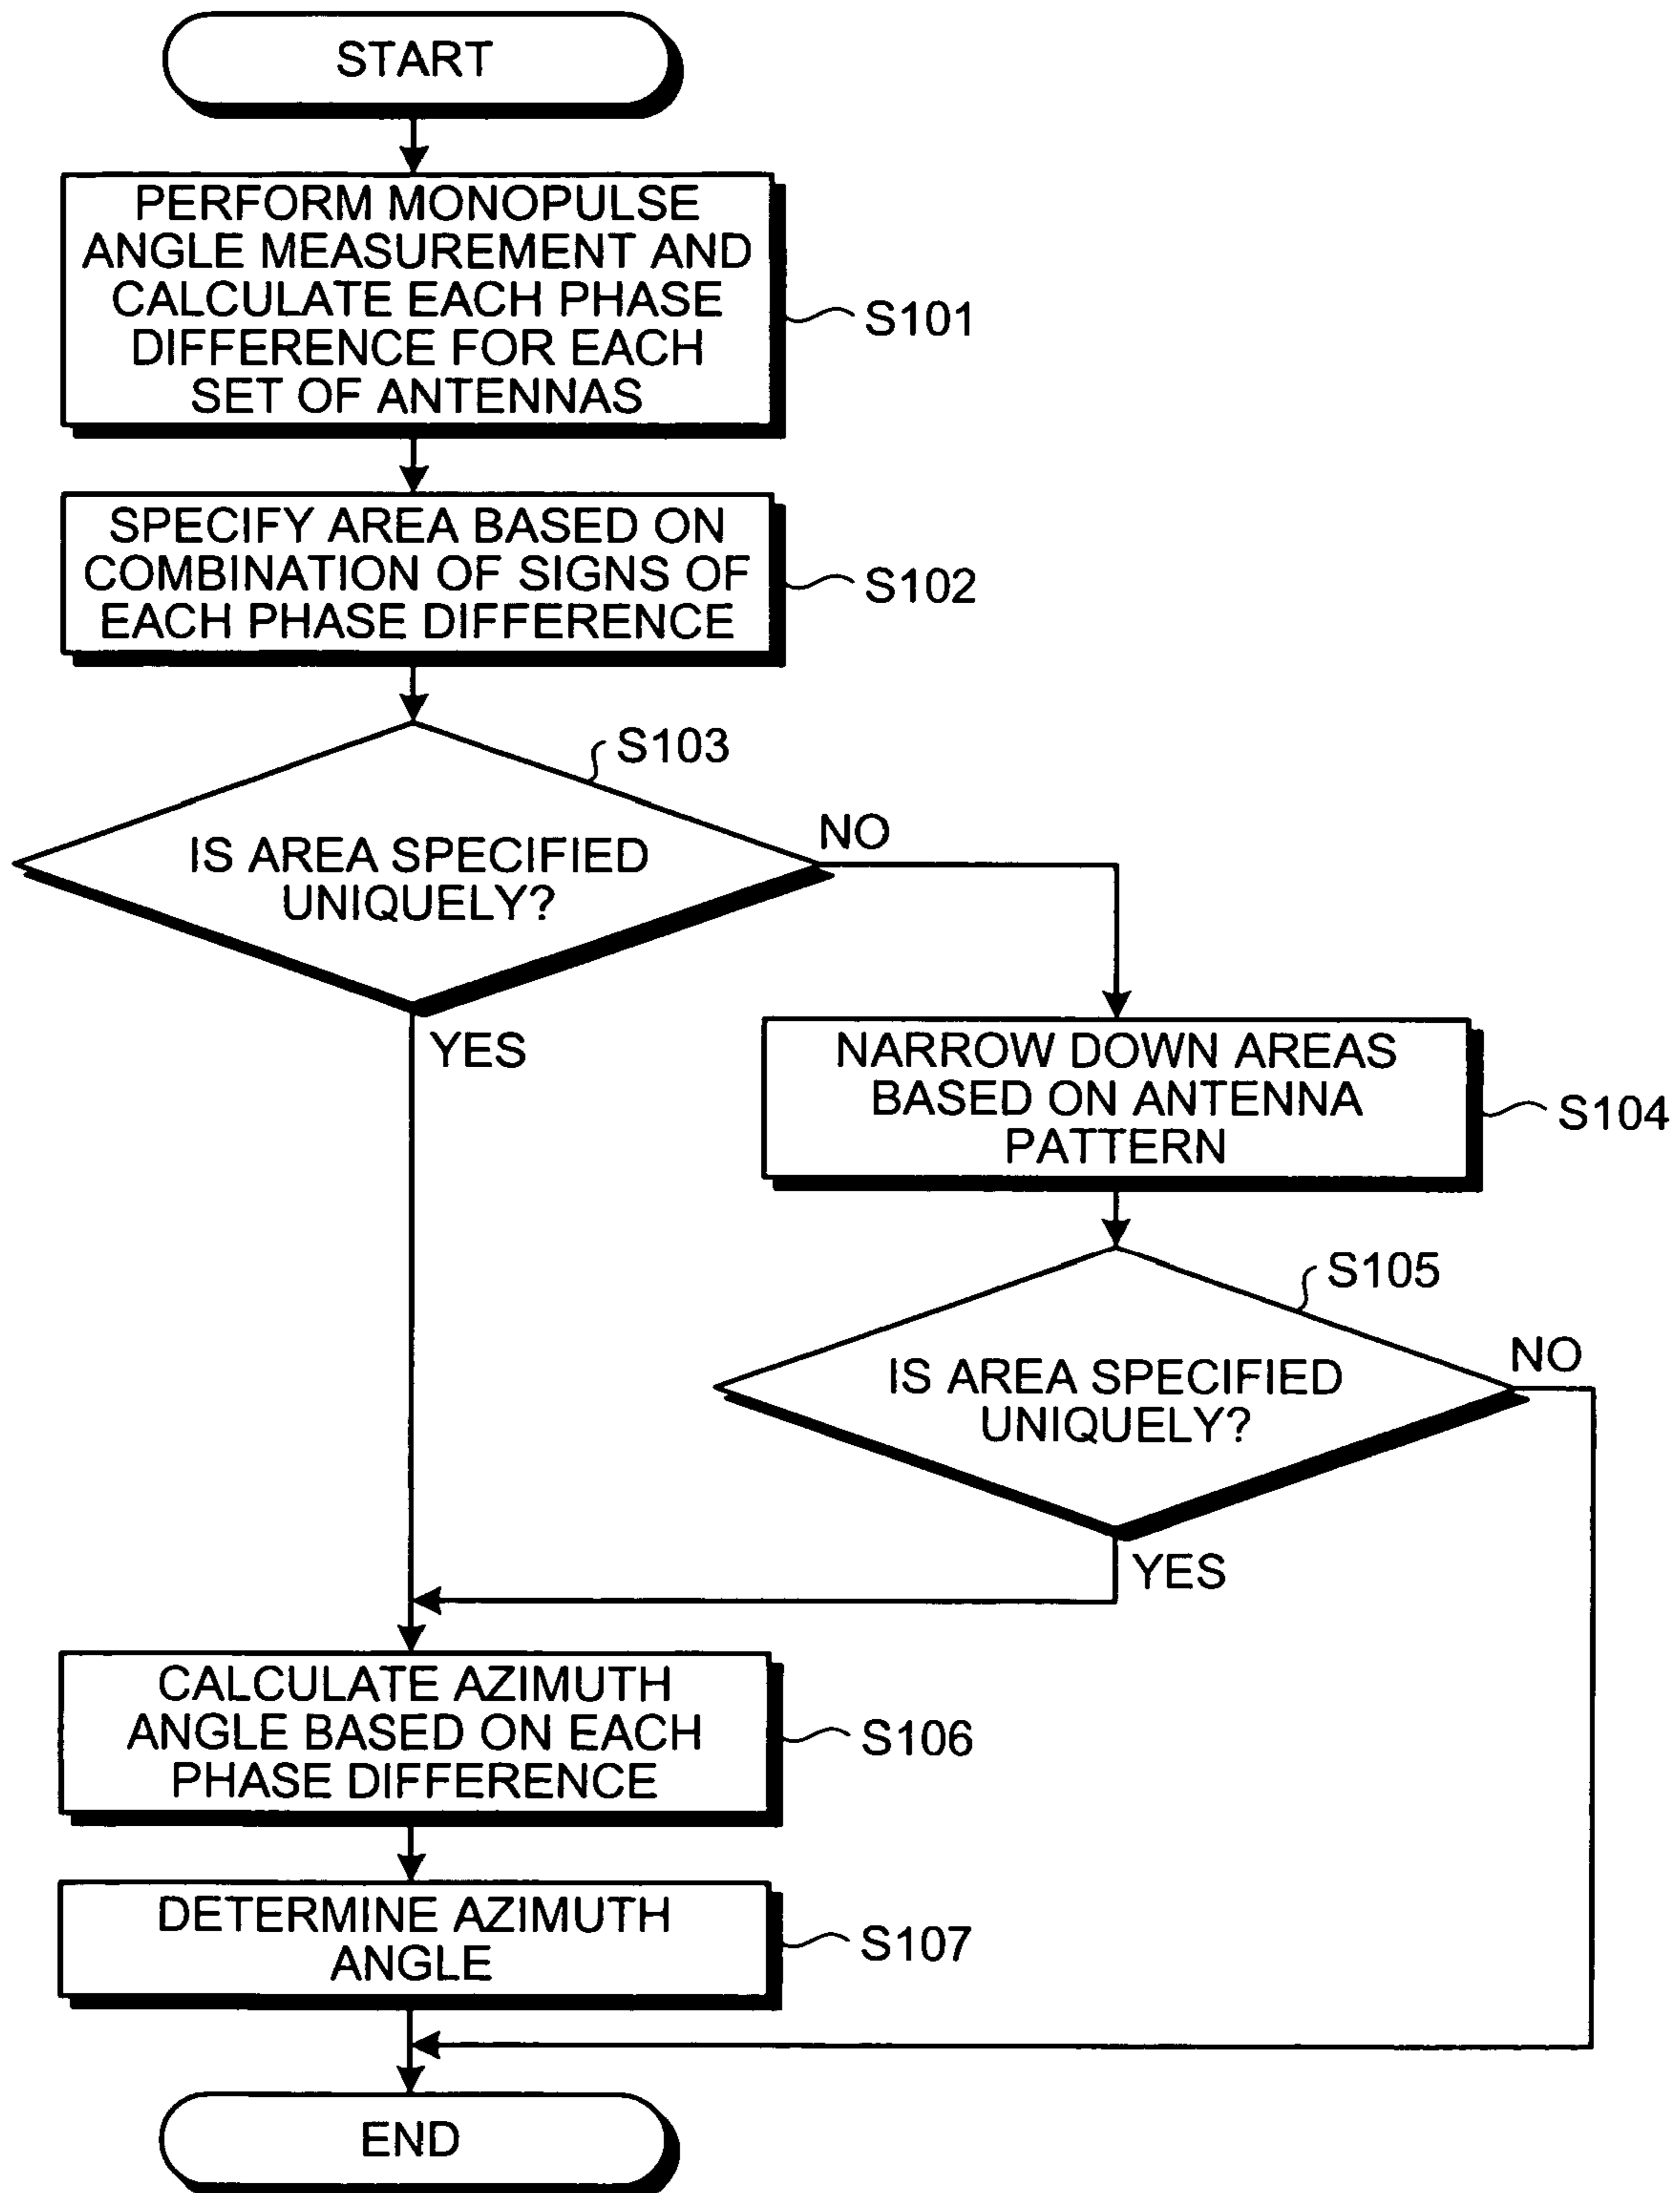 START
PERFORM MONOPULSE
ANGLE MEASUREMENT AND
CALCULATE EACH PHASE
DIFFERENCE FOR EACH
SET OF ANTENNAS
S101
SPECIFY AREA BASED ON
COMBINATION OF SIGNS OF
EACH PHASE DIFFERENCE
S102
S103
IS AREA SPECIFIED
UNIQUELY?
NO
YES
NARROW DOWN AREAS
BASED ON ANTENNA
PATTERN
S104
S105
IS AREA SPECIFIED
UNIQUELY?
NO
YES
CALCULATE AZIMUTH
ANGLE BASED ON EACH
PHASE DIFFERENCE
S106
DETERMINE AZIMUTH
ANGLE
S107
END